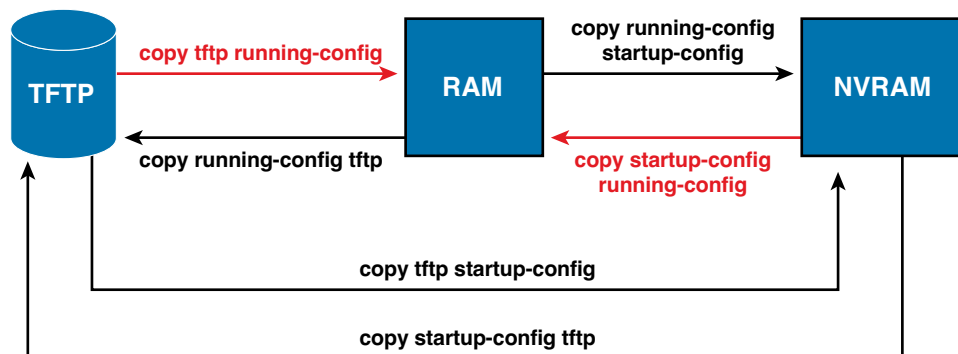 copy tftp running-config
copy running-config
startup-config
TFTP
RAM
NVRAM
copy running-config tftp
copy startup-config
running-config
copy tftp startup-config
copy startup-config tftp